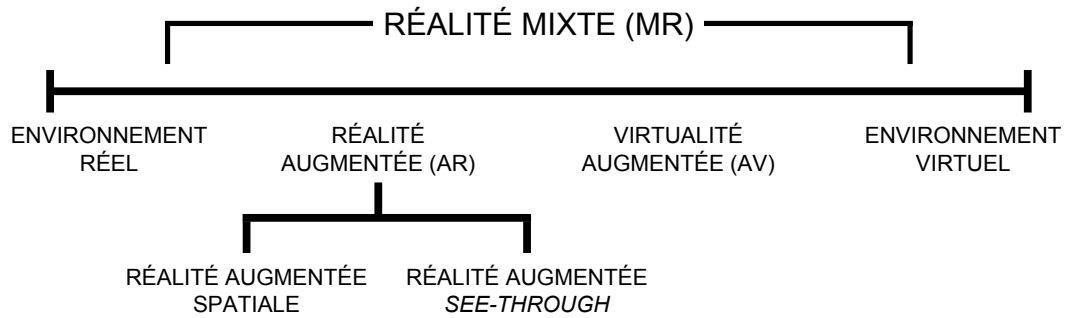 RÉALITÉ MIXTE (MR)
ENVIRONNEMENT
RÉEL
RÉALITÉ
AUGMENTÉE (AR)
VIRTUALITÉ
AUGMENTÉE (AV)
ENVIRONNEMENT
VIRTUEL
RÉALITÉ AUGMENTÉE
SPATIALE
RÉALITÉ AUGMENTÉE
SEE-THROUGH